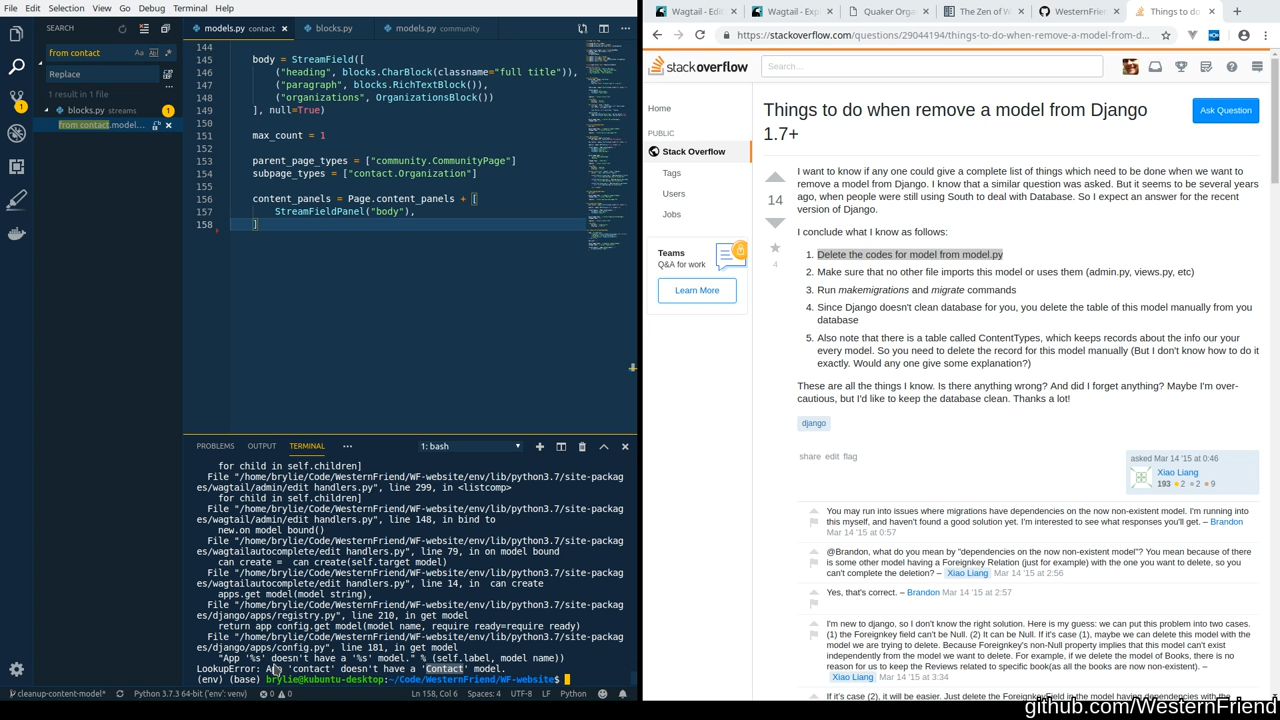 File Edit Selection View Go Debug Terminal Help
SEARCH
from contact
Replace
1 result in 1 file
blocks.py streams 1
from contact.model...
models.py contact
blocks.py
models.py community
144
145 body = StreamField([
146 ("heading", blocks.CharBlock(classname="full title")),
147 ("paragraph", blocks.RichTextBlock()),
148 ("organizations", OrganizationsBlock())
149 ], null=True)
150
151 max_count = 1
152
153 parent_page_types = ["community.CommunityPage"]
154 subpage_types = ["contact.Organization"]
155
156 content_panels = Page.content_panels + [
157 StreamFieldPanel("body"),
158 ]
PROBLEMS OUTPUT TERMINAL ... 1: bash
for child in self.children]
File "/home/brylie/Code/WesternFriend/WF-website/env/lib/python3.7/site-packag
es/wagtail/admin/edit handlers.py", line 299, in <listcomp>
for child in self.children]
File "/home/brylie/Code/WesternFriend/WF-website/env/lib/python3.7/site-packag
es/wagtail/admin/edit handlers.py", line 148, in bind to
new.on model bound()
File "/home/brylie/Code/WesternFriend/WF-website/env/lib/python3.7/site-packag
es/wagtailautocomplete/edit handlers.py", line 79, in on model bound
can create = can create(self.target model)
File "/home/brylie/Code/WesternFriend/WF-website/env/lib/python3.7/site-packag
es/wagtailautocomplete/edit handlers.py", line 14, in can create
apps.get model(model string),
File "/home/brylie/Code/WesternFriend/WF-website/env/lib/python3.7/site-packag
es/django/apps/registry.py", line 210, in get model
return app config.get model(model name, require ready=require ready)
File "/home/brylie/Code/WesternFriend/WF-website/env/lib/python3.7/site-packag
es/django/apps/config.py", line 181, in get model
"App '%s' doesn't have a '%s' model." % (self.label, model name))
LookupError: App 'contact' doesn't have a 'Contact' model.
(env) (base) brylie@kubuntu-desktop:~/Code/WesternFriend/WF-website$
cleanup-content-model* Python 3.7.3 64-bit ('env': venv) 0 0 Ln 158, Col 6 Spaces: 4 UTF-8 LF Python
Wagtail - Edit
Wagtail - Exp
Quaker Orga
The Zen of W
WesternFrien
Things to do
https://stackoverflow.com/questions/29044194/things-to-do-when-remove-a-model-from-d...
stackoverflow
Search...
Home
PUBLIC
Stack Overflow
Tags
Users
Jobs
Teams
Q&A for work
Learn More
Things to do when remove a model from Django
1.7+
Ask Question
14
4
I want to know if any one could give a complete list of things which need to be done when we want to
remove a model from Django. I know that a similar question was asked. But it seems to be several years
ago, when people were still using South to deal with Database. So I expect an answer for the recent
version of Django.
I conclude what I know as follows:
1. Delete the codes for model from model.py
2. Make sure that no other file imports this model or uses them (admin.py, views.py, etc)
3. Run makemigrations and migrate commands
4. Since Django doesn't clean database for you, you delete the table of this model manually from you
database
5. Also note that there is a table called ContentTypes, which keeps records about the info our your
every model. So you need to delete the record for this model manually (But I don't know how to do it
exactly. Would any one give some explanation?)
These are all the things I know. Is there anything wrong? And did I forget anything? Maybe I'm over-
cautious, but I'd like to keep the database clean. Thanks a lot!
django
share edit flag
asked Mar 14 '15 at 0:46
Xiao Liang
193 2 2 9
You may run into issues where migrations have dependencies on the now non-existent model. I'm running into
this myself, and haven't found a good solution yet. I'm interested to see what responses you'll get. – Brandon
Mar 14 '15 at 0:57
@Brandon, what do you mean by "dependencies on the now non-existent model"? You mean because of there
is some other model having a Foreignkey Relation (just for example) with the one you want to delete, so you
can't complete the deletion? – Xiao Liang Mar 14 '15 at 2:56
Yes, that's correct. – Brandon Mar 14 '15 at 2:57
I'm new to django, so I don't know the right solution. Here is my guess: we can put this problem into two cases.
(1) the Foreignkey field can't be Null. (2) It can be Null. If it's case (1), maybe we can delete this model with the
model we are trying to delete. Because Foreignkey's non-Null property implies that this model can't exist
independently from the model we want to delete. For example, if we delete the model of Books, there is no
reason for us to keep the Reviews related to specific book(as all the books are now non-existent). –
Xiao Liang Mar 14 '15 at 3:34
If it's case (2), it will be easier. Just delete the ForeignkeyField in the model having dependencies with the
github.com/WesternFriend